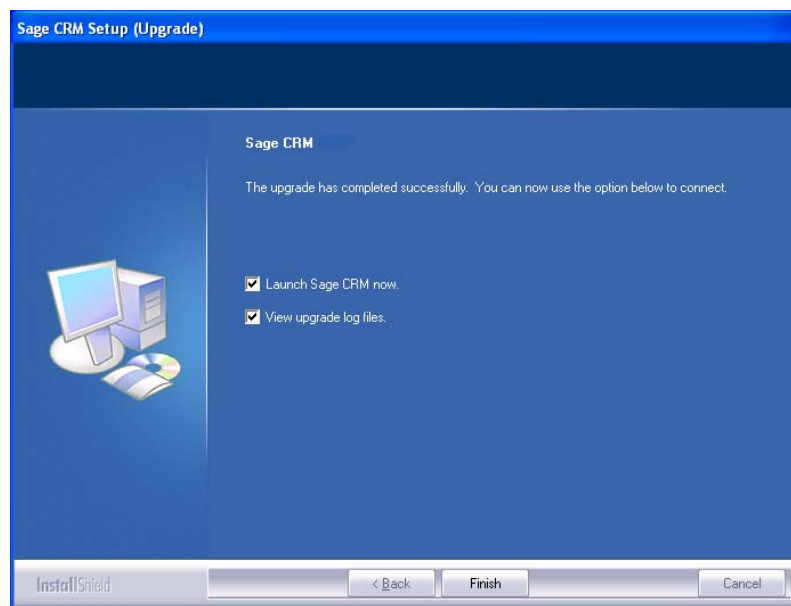 Sage CRM Setup (Upgrade)
Sage CRM
The upgrade has completed successfully. You can now use the option below to connect.
Launch Sage CRM now.
View upgrade log files.
InstallShield
< Back
Finish
Cancel